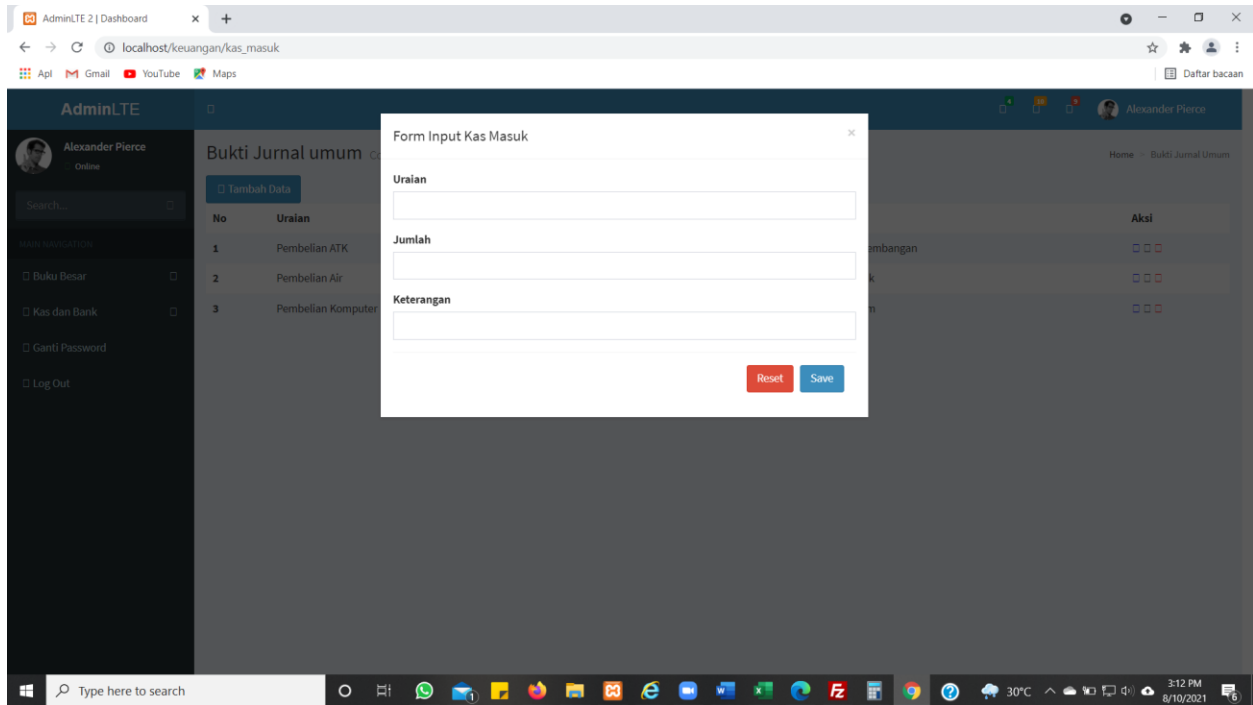 AdminLTE 2 | Dashboard
localhost/keuangan/kas_masuk
Apl Gmail YouTube Maps Daftar bacaan
AdminLTE
Alexander Pierce
Alexander Pierce
Online
Search...
MAIN NAVIGATION
Buku Besar
Kas dan Bank
Ganti Password
Log Out
Bukti Jurnal umum
Home Bukti Jurnal Umum
Tambah Data
No Uraian Aksi
1 Pembelian ATK embangan
2 Pembelian Air k
3 Pembelian Komputer m
Form Input Kas Masuk ×
Uraian
Jumlah
Keterangan
Reset Save
Type here to search
30°C
3:12 PM
8/10/2021